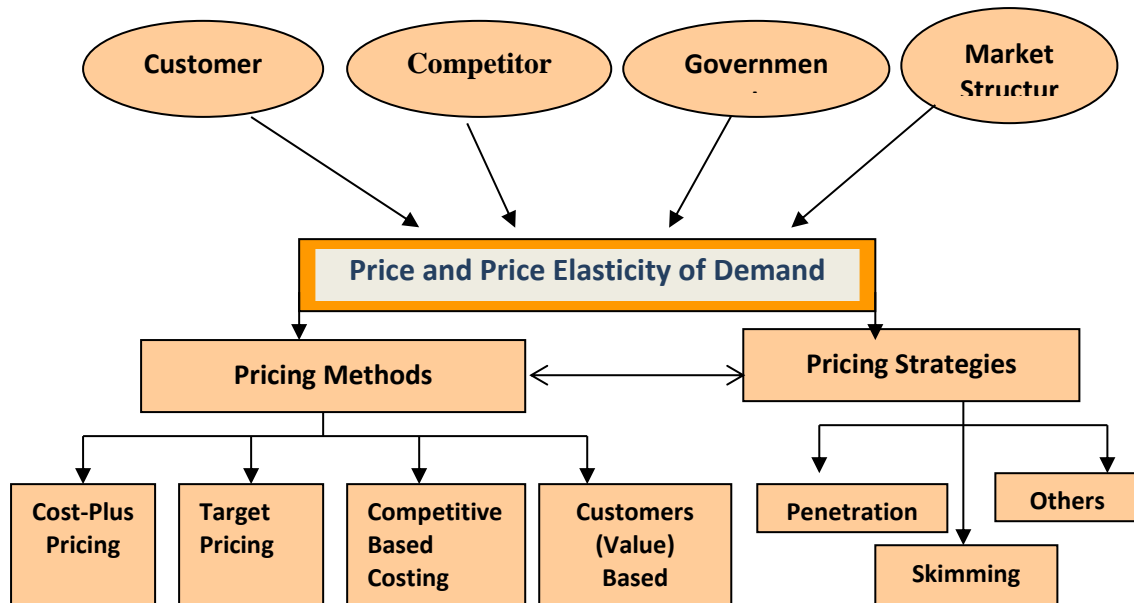 Customer
Competitor
Governmen
Market
Structur
Price and Price Elasticity of Demand
Pricing Methods
Pricing Strategies
Cost-Plus
Pricing
Target
Pricing
Competitive
Based
Costing
Customers
(Value)
Based
Penetration
Skimming
Others